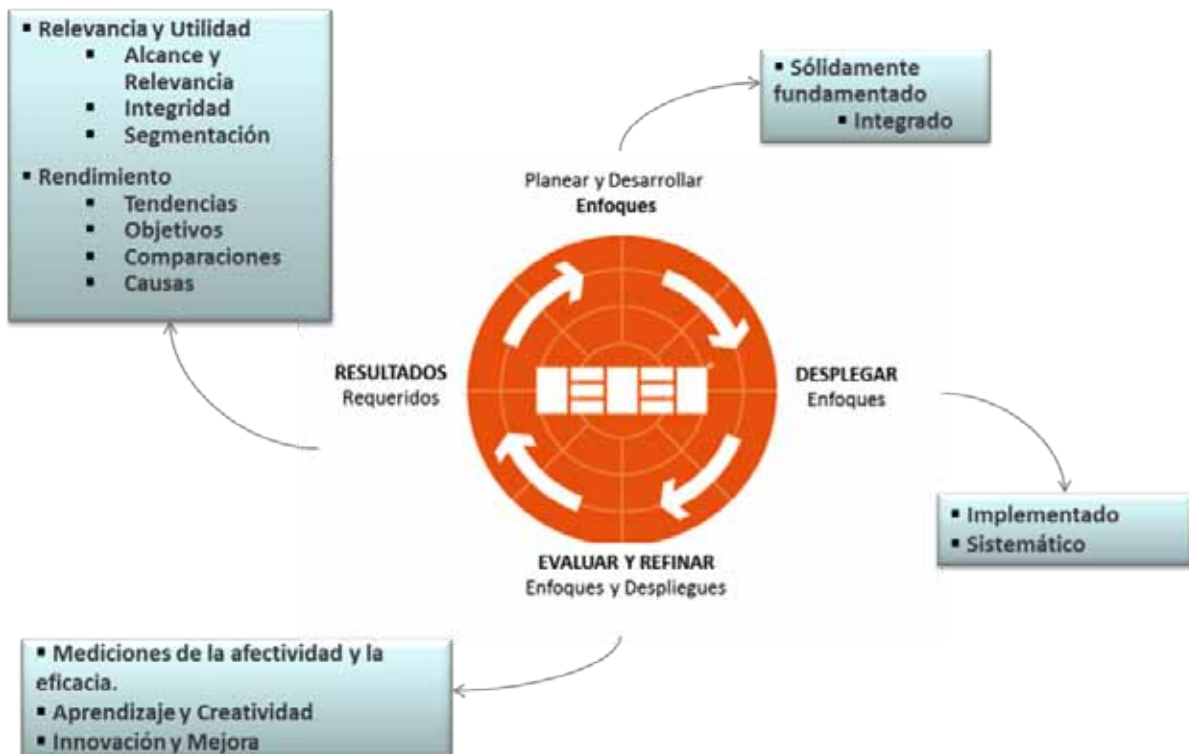 ▪ Relevancia y Utilidad
▪ Alcance y
Relevancia
▪ Integridad
▪ Segmentación
▪ Rendimiento
▪ Tendencias
▪ Objetivos
▪ Comparaciones
▪ Causas
▪ Sólidamente
fundamentado
▪ Integrado
Planear y Desarrollar
Enfoques
RESULTADOS
Requeridos
DESPLEGAR
Enfoques
▪ Implementado
▪ Sistemático
EVALUAR Y REFINAR
Enfoques y Despliegues
▪ Mediciones de la afectividad y la
eficacia.
▪ Aprendizaje y Creatividad
▪ Innovación y Mejora